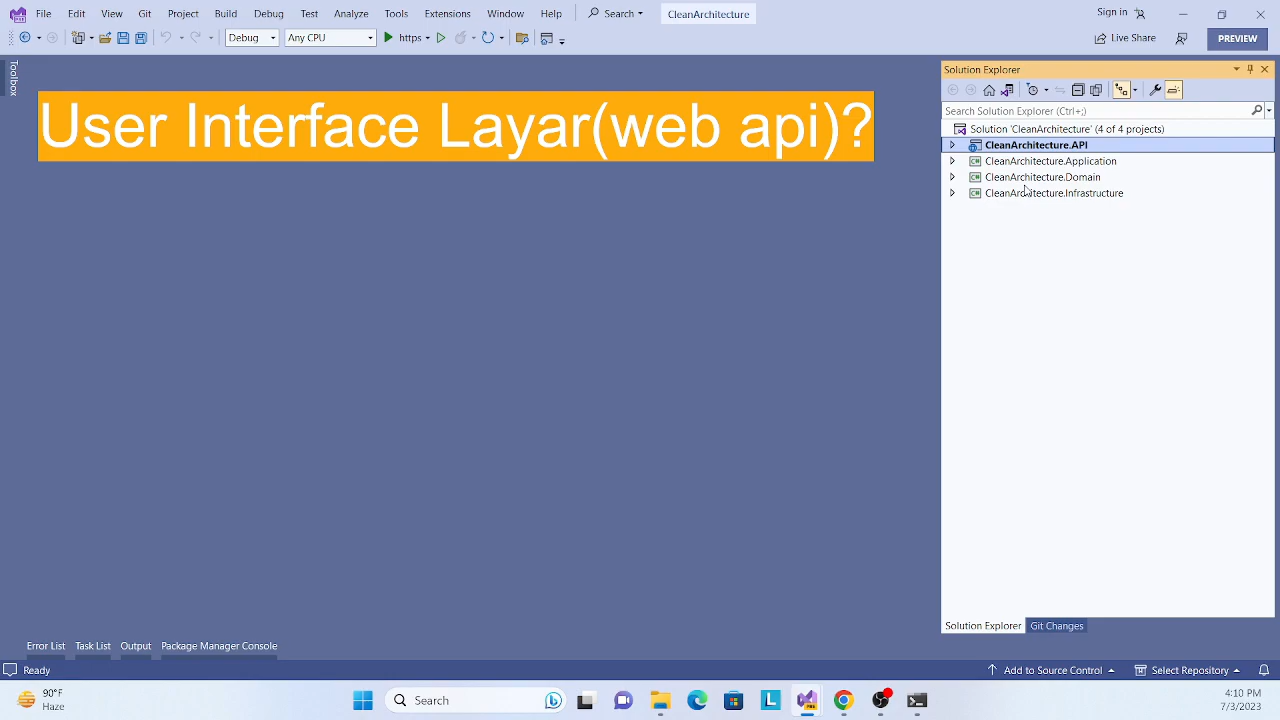 File Edit View Git Project Build Debug Test Analyze Tools Extensions Window Help Search CleanArchitecture Sign in
Debug Any CPU https Live Share PREVIEW
Toolbox
User Interface Layar(web api)?
Solution Explorer
Search Solution Explorer (Ctrl+;)
Solution 'CleanArchitecture' (4 of 4 projects)
CleanArchitecture.API
CleanArchitecture.Application
CleanArchitecture.Domain
CleanArchitecture.Infrastructure
Solution Explorer Git Changes
Error List Task List Output Package Manager Console
Ready Add to Source Control Select Repository
90°F
Haze
Search
4:10 PM
7/3/2023